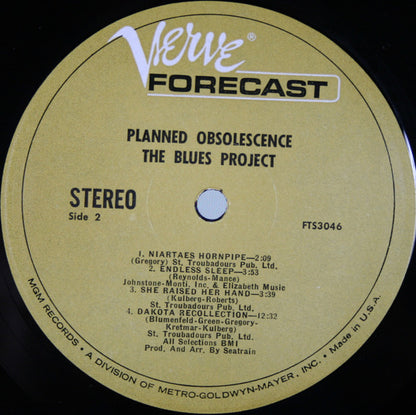 Verve®
FORECAST
PLANNED OBSOLESCENCE
THE BLUES PROJECT
STEREO
Side 2
FTS3046
1. NIARTAES HORNPIPE—2:09
(Gregory) St. Troubadours Pub. Ltd.
2. ENDLESS SLEEP—3:53
(Reynolds-Mance)
Johnstone-Monti, Inc & Elizabeth Music
3. SHE RAISED HER HAND—3:39
(Kulberg-Roberts)
St. Troubadours Pub. Ltd.
4. DAKOTA RECOLLECTION—12:32
(Blumenfeld-Green-Gregory-
Kretmar-Kulberg)
St. Troubadours Pub. Ltd.
All Selections BMI
Prod. And Arr. By Seatrain
MGM RECORDS • A DIVISION OF METRO-GOLDWYN-MAYER, INC. • Made in U.S.A.